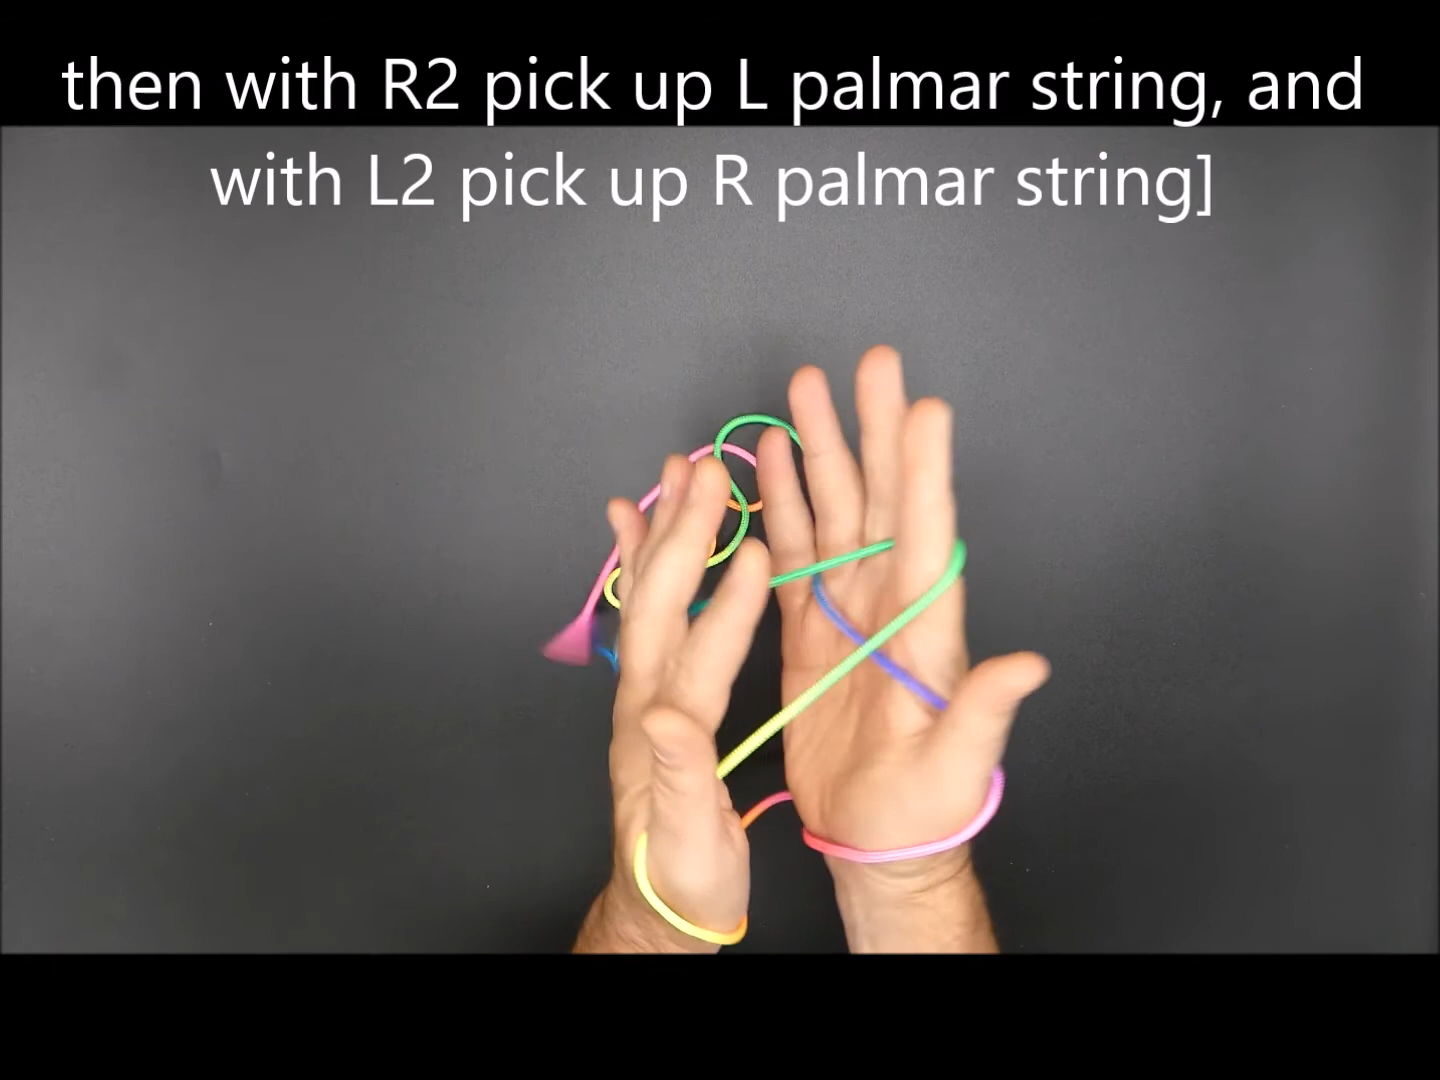 then with R2 pick up L palmar string, and
with L2 pick up R palmar string]